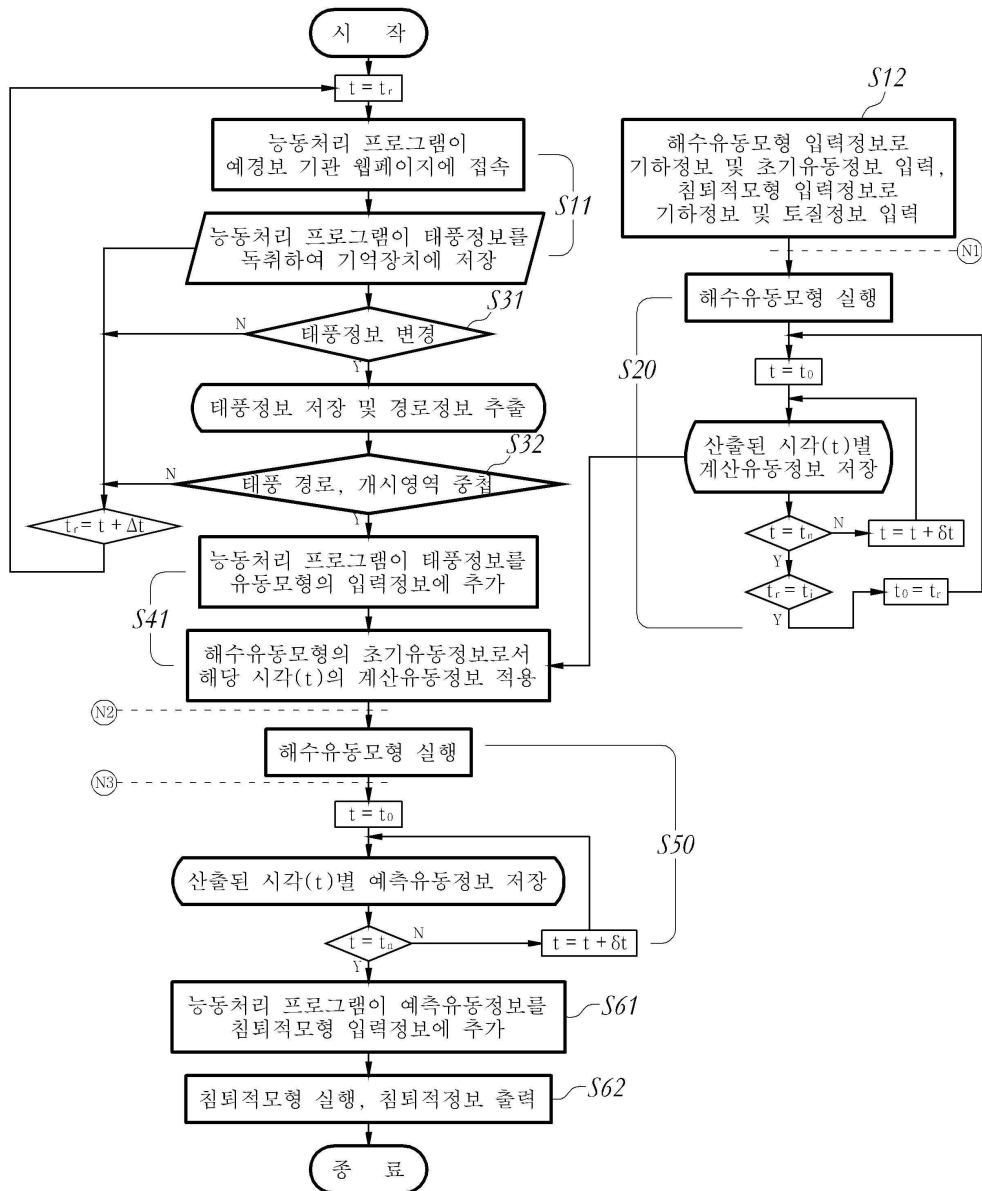 시 작
t = tᵣ
능동처리 프로그램이
예경보 기관 웹페이지에 접속
S11
능동처리 프로그램이 태풍정보를
독취하여 기억장치에 저장
S31
N
태풍정보 변경
Y
태풍정보 저장 및 경로정보 추출
S32
N
태풍 경로, 개시영역 중첩
Y
tᵣ = t + Δt
능동처리 프로그램이 태풍정보를
유동모형의 입력정보에 추가
S41
해수유동모형의 초기유동정보로서
해당 시각(t)의 계산유동정보 적용
N2
해수유동모형 실행
N3
t = t₀
S50
산출된 시각(t)별 예측유동정보 저장
t = tₙ
N
t = t + δt
Y
능동처리 프로그램이 예측유동정보를
침퇴적모형 입력정보에 추가
S61
침퇴적모형 실행, 침퇴적정보 출력
S62
종 료
S12
해수유동모형 입력정보로
기하정보 및 초기유동정보 입력,
침퇴적모형 입력정보로
기하정보 및 토질정보 입력
N1
해수유동모형 실행
S20
t = t₀
산출된 시각(t)별
계산유동정보 저장
t = tₙ
N
t = t + δt
Y
tᵣ = tᵢ
t₀ = tᵣ
Y